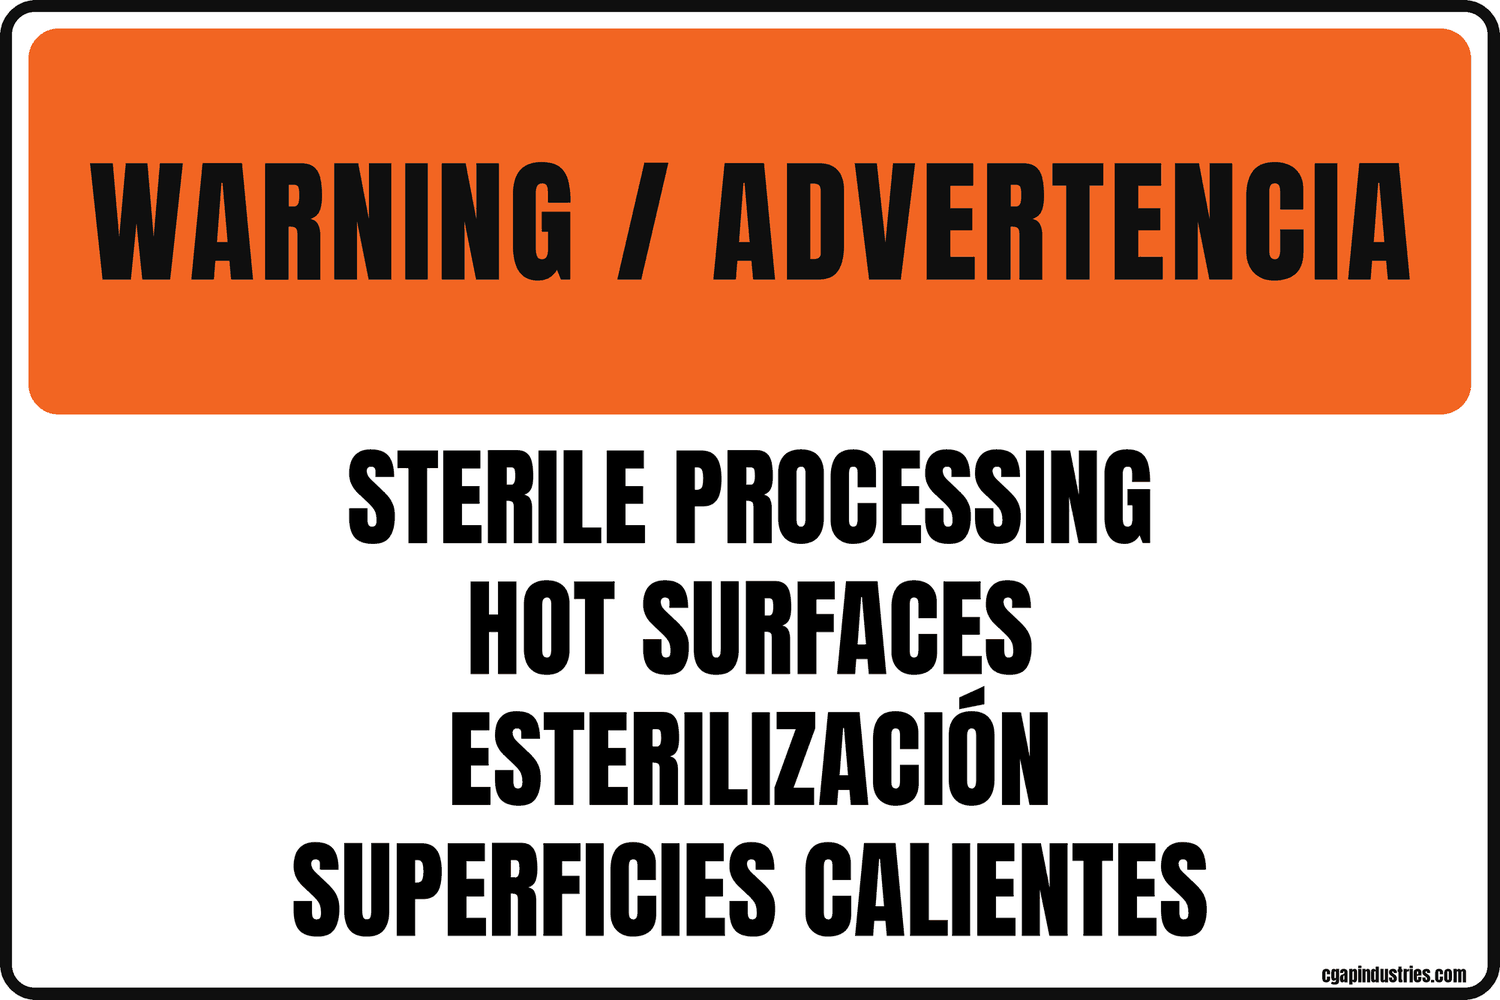 WARNING / ADVERTENCIA
STERILE PROCESSING
HOT SURFACES
ESTERILIZACIÓN
SUPERFICIES CALIENTES
cgapindustries.com